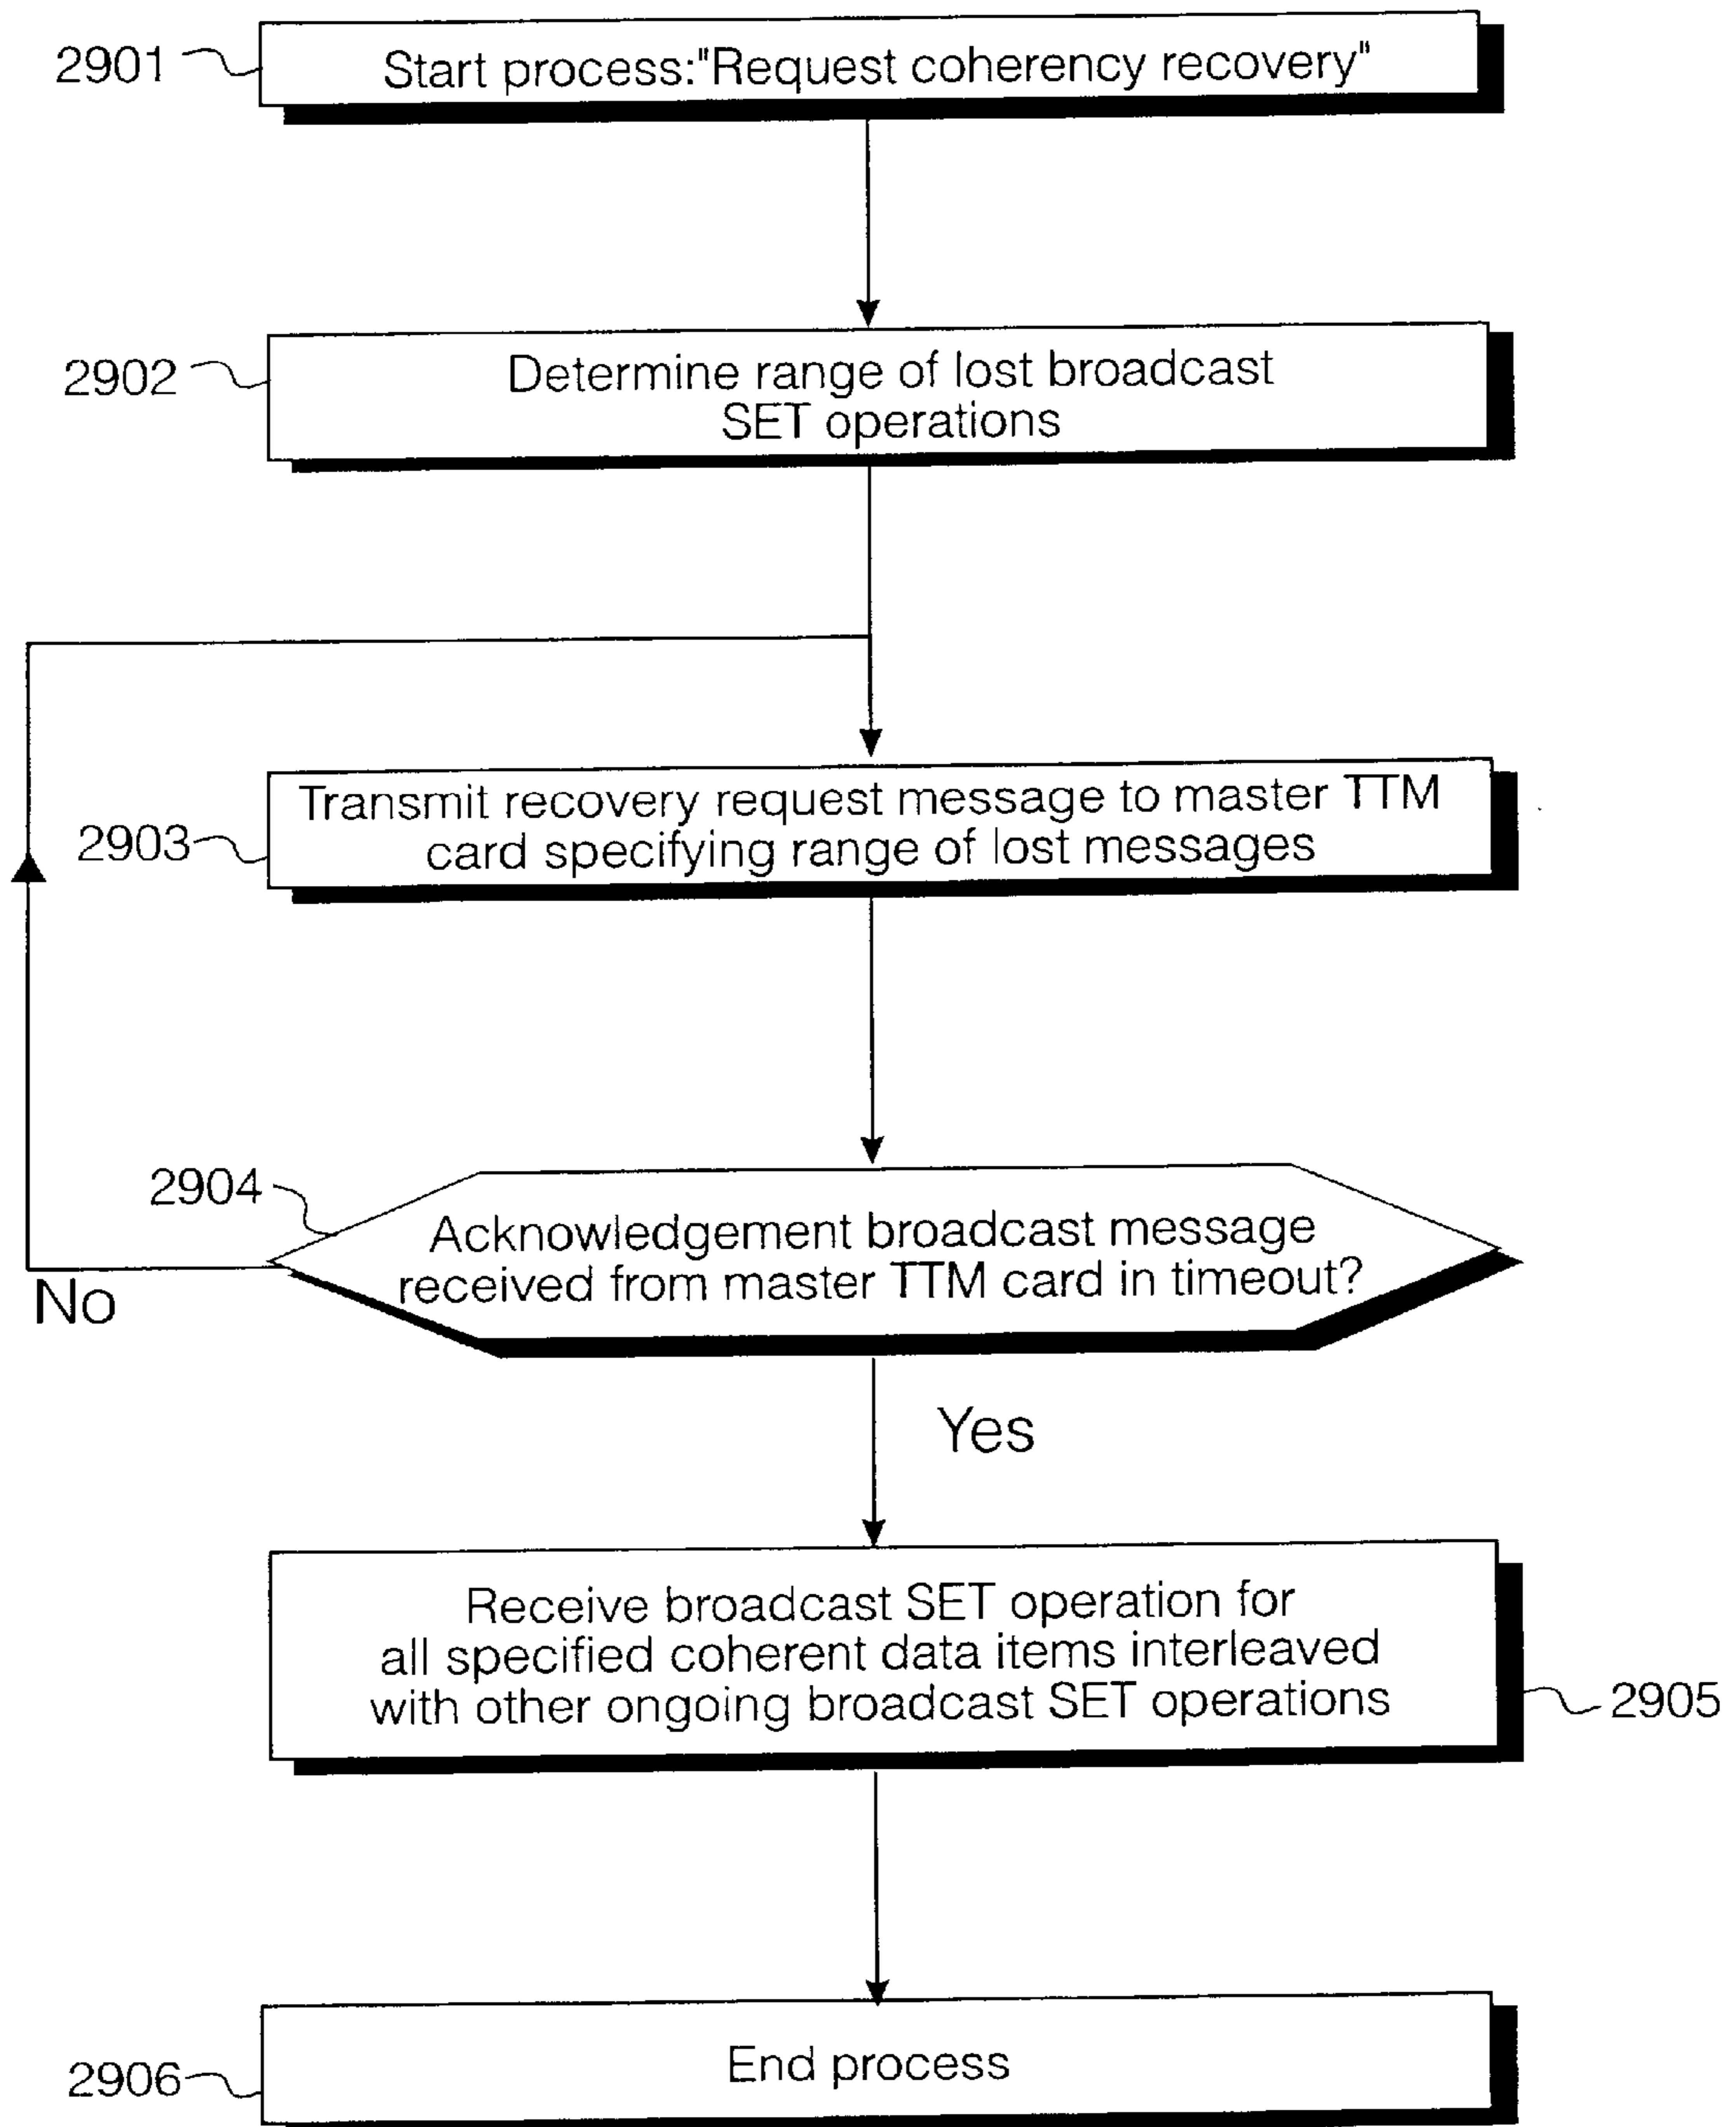 2901
Start process:"Request coherency recovery"
2902
Determine range of lost broadcast
SET operations
2903
Transmit recovery request message to master TTM
card specifying range of lost messages
2904
Acknowledgement broadcast message
received from master TTM card in timeout?
No
Yes
Receive broadcast SET operation for
all specified coherent data items interleaved
with other ongoing broadcast SET operations
2905
2906
End process